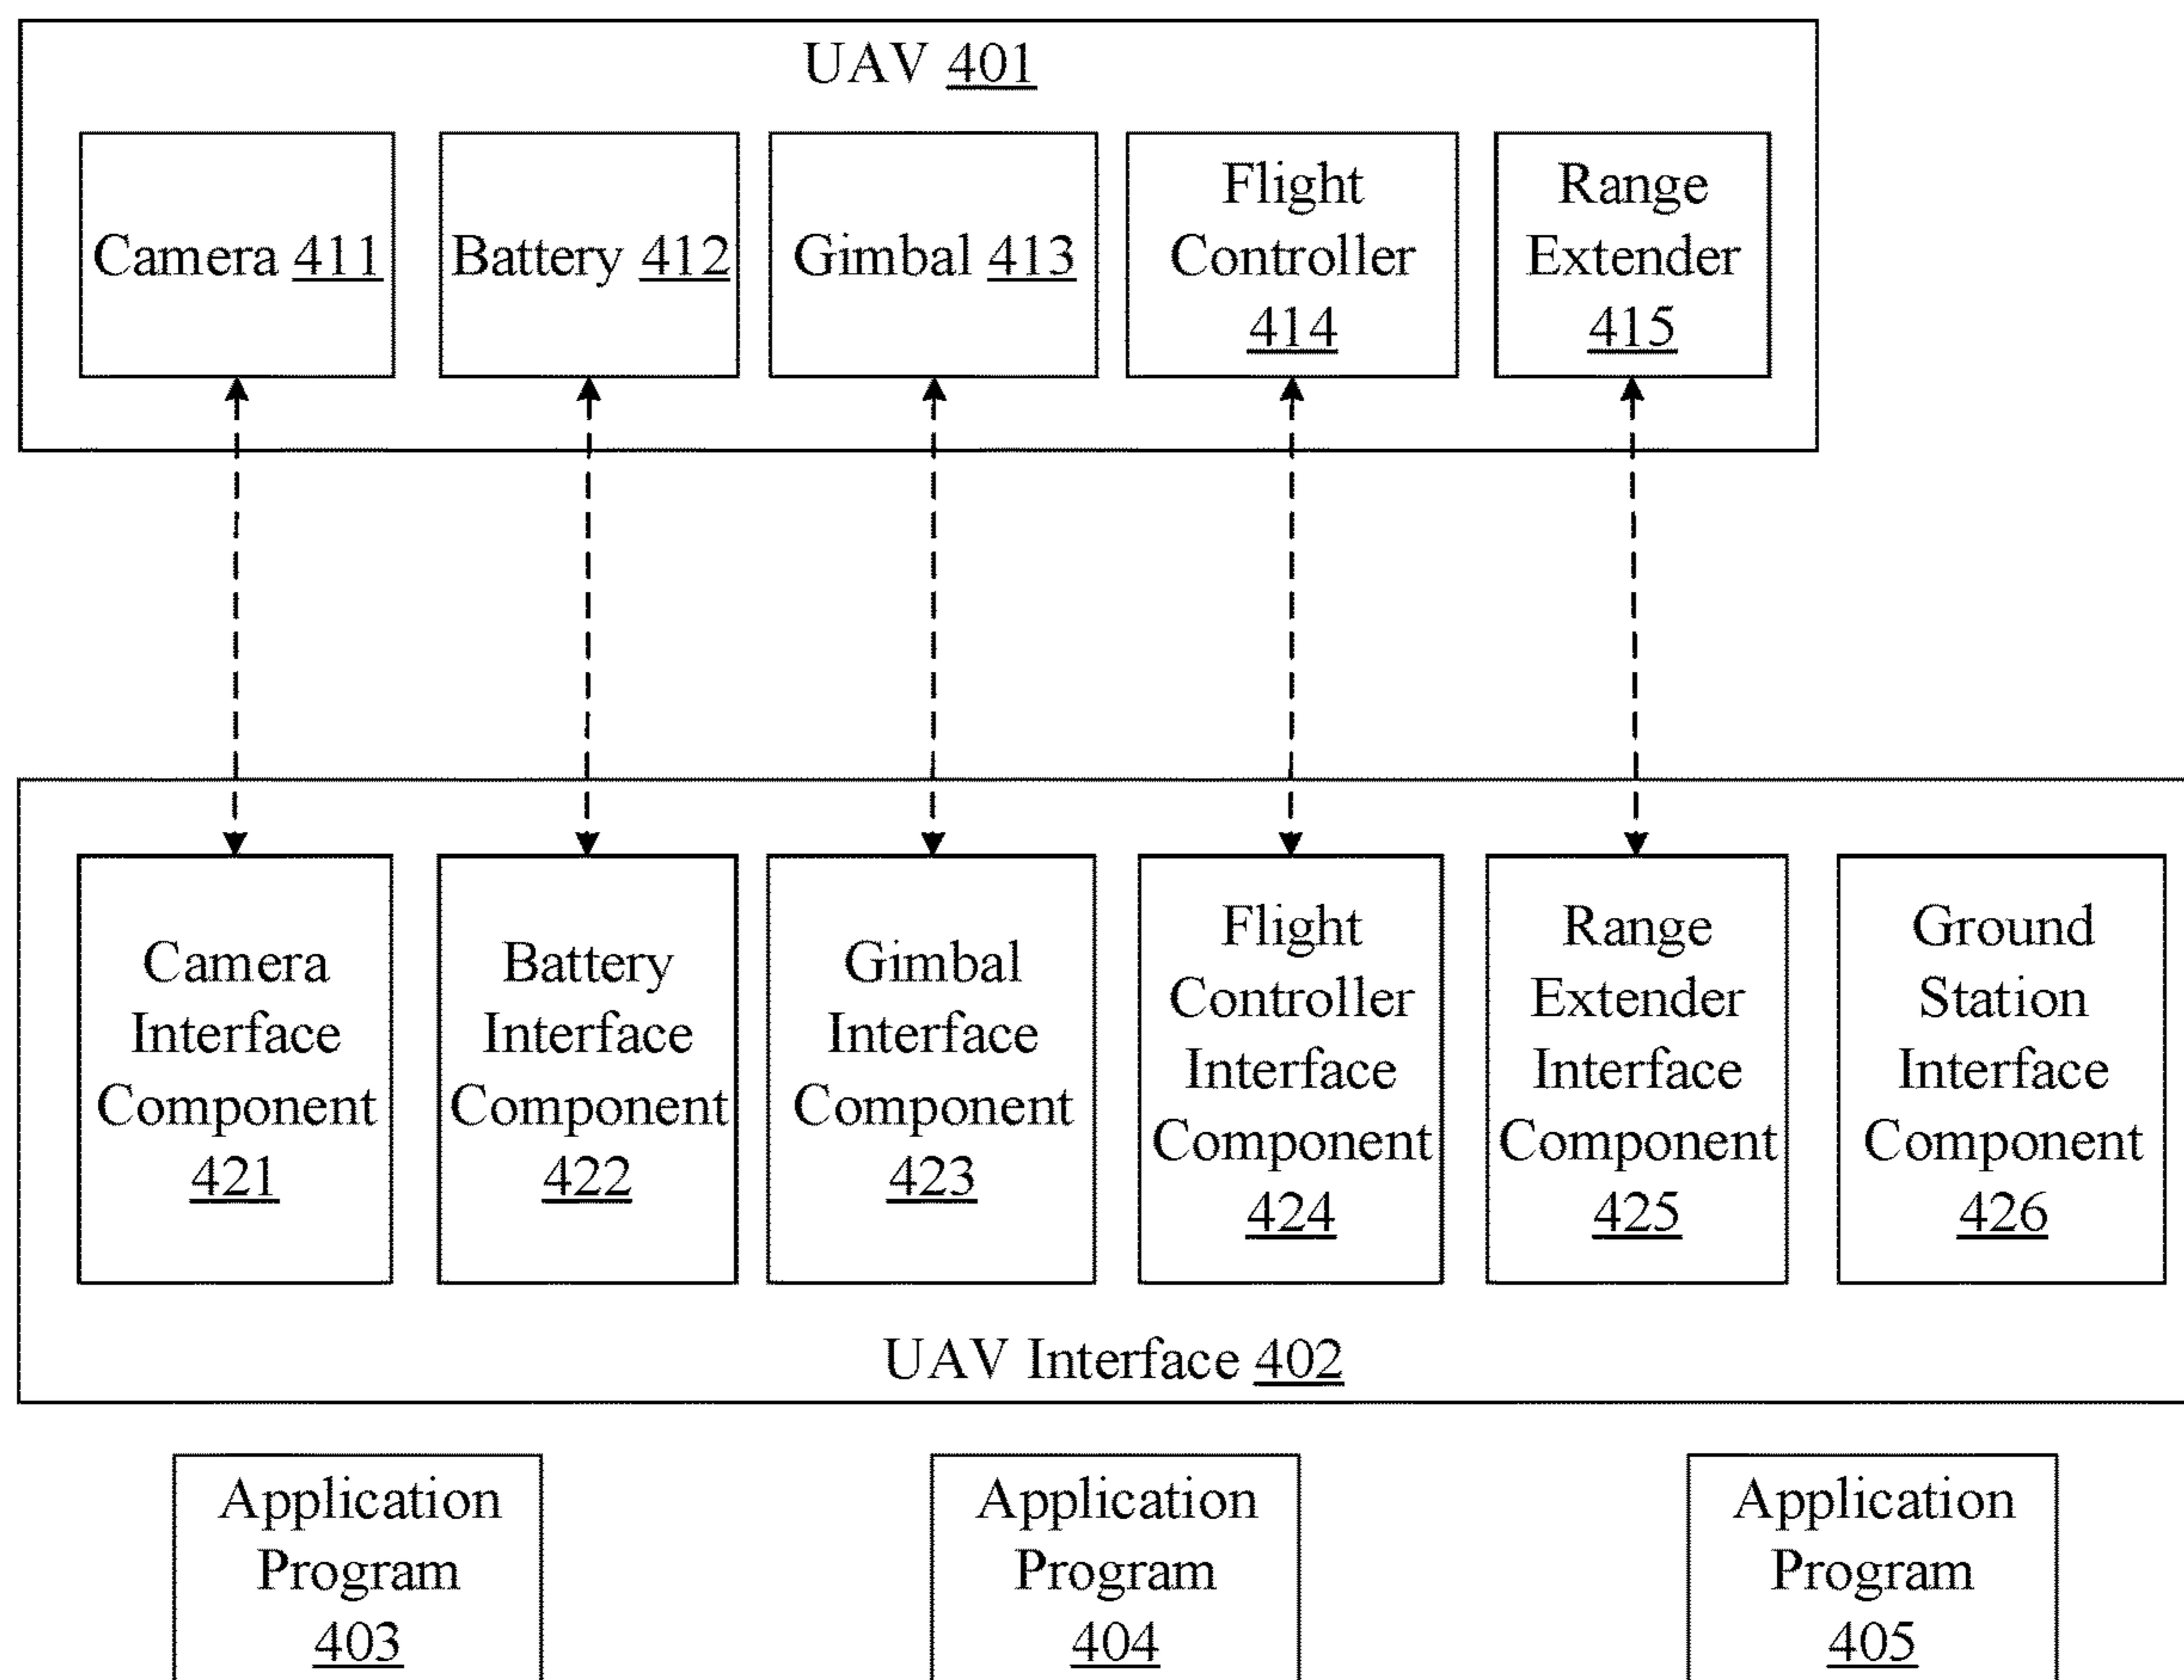 UAV 401
Camera 411
Battery 412
Gimbal 413
Flight
Controller
414
Range
Extender
415
Camera
Interface
Component
421
Battery
Interface
Component
422
Gimbal
Interface
Component
423
Flight
Controller
Interface
Component
424
Range
Extender
Interface
Component
425
Ground
Station
Interface
Component
426
UAV Interface 402
Application
Program
403
Application
Program
404
Application
Program
405